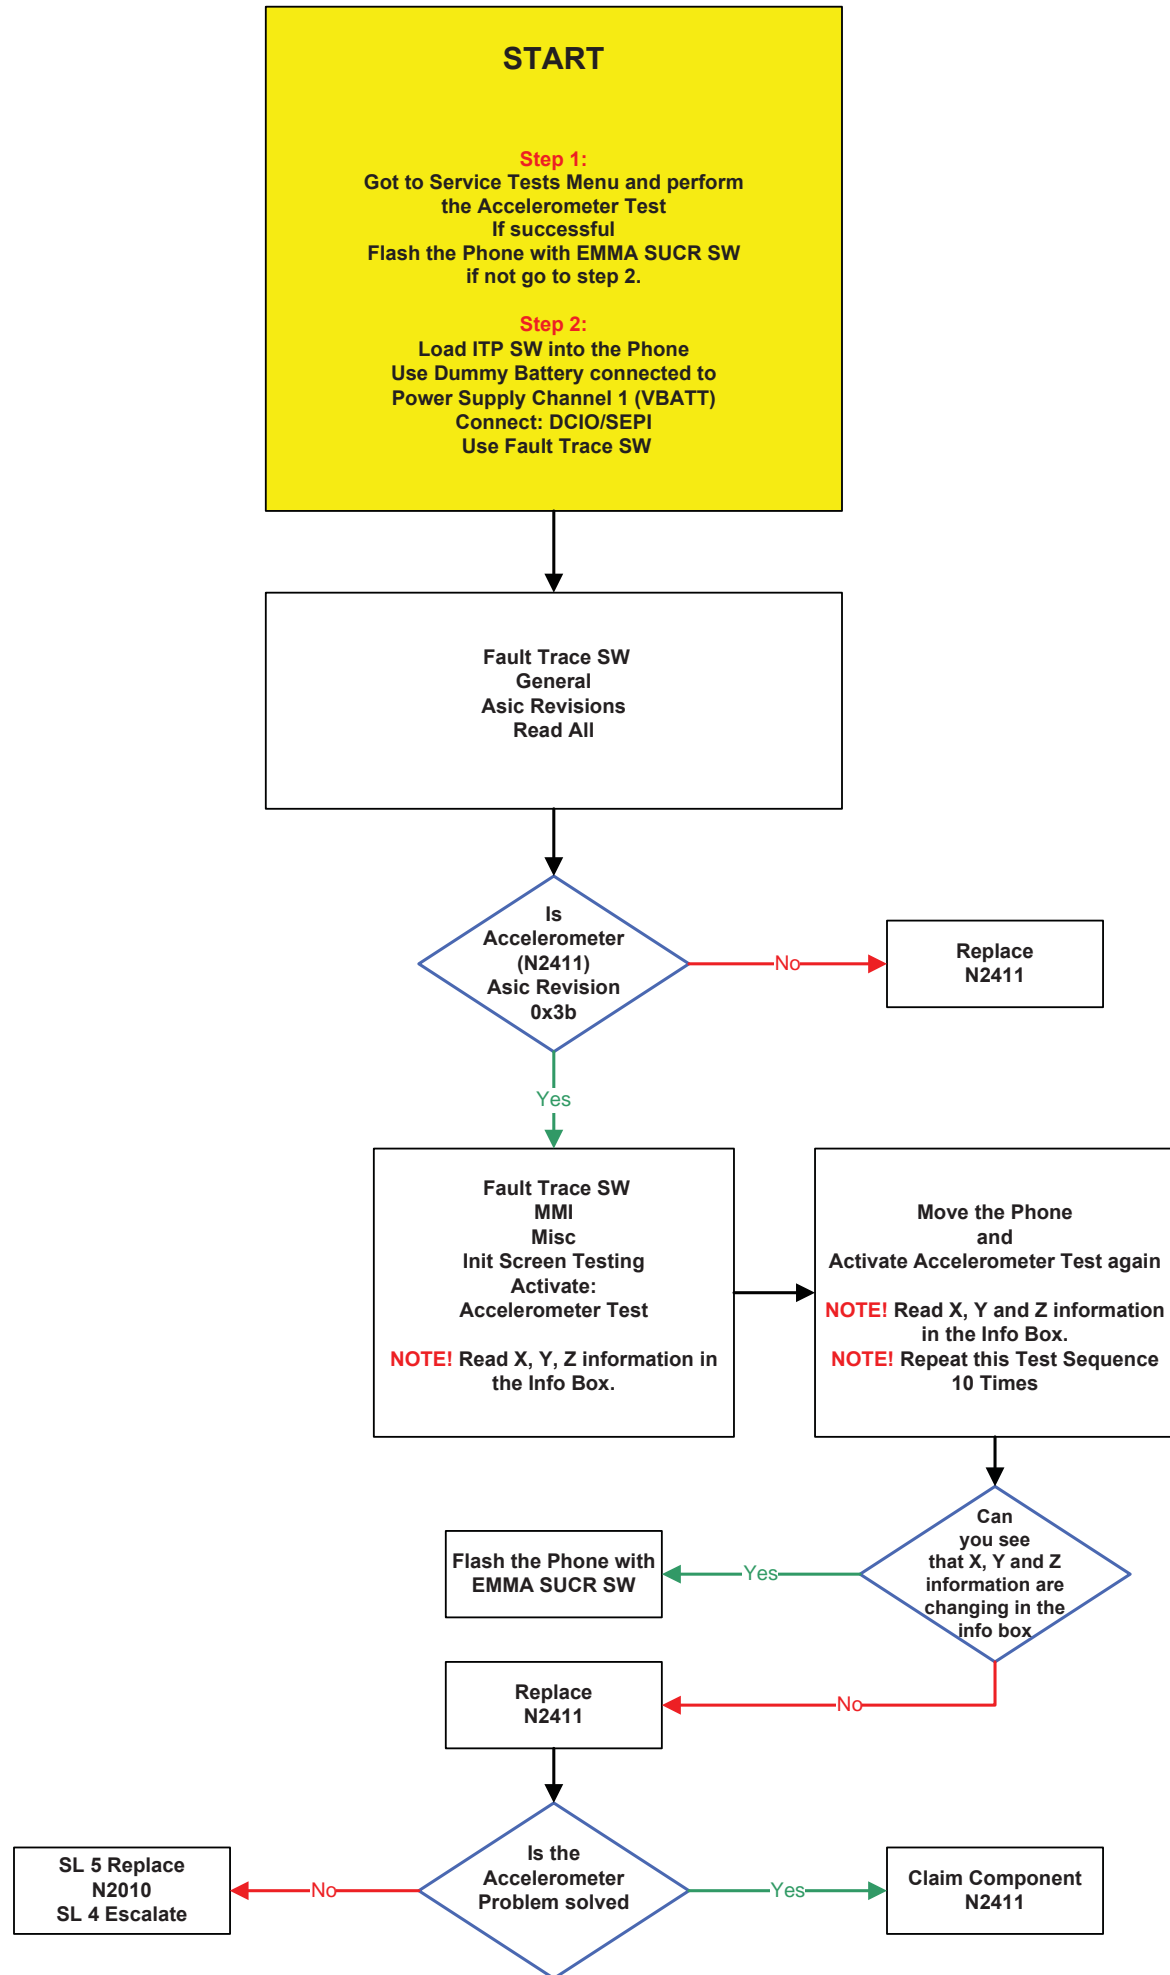 START
Step 1:
Got to Service Tests Menu and perform
the Accelerometer Test
If successful
Flash the Phone with EMMA SUCR SW
if not go to step 2.
Step 2:
Load ITP SW into the Phone
Use Dummy Battery connected to
Power Supply Channel 1 (VBATT)
Connect: DCIO/SEPI
Use Fault Trace SW
Fault Trace SW
General
Asic Revisions
Read All
Is
Accelerometer
(N2411)
Asic Revision
0x3b
No
Replace
N2411
Yes
Fault Trace SW
MMI
Misc
Init Screen Testing
Activate:
Accelerometer Test
NOTE! Read X, Y, Z information in
the Info Box.
Move the Phone
and
Activate Accelerometer Test again
NOTE! Read X, Y and Z information
in the Info Box.
NOTE! Repeat this Test Sequence
10 Times
Can
you see
that X, Y and Z
information are
changing in the
info box
Yes
Flash the Phone with
EMMA SUCR SW
No
Replace
N2411
Is the
Accelerometer
Problem solved
No
SL 5 Replace
N2010
SL 4 Escalate
Yes
Claim Component
N2411